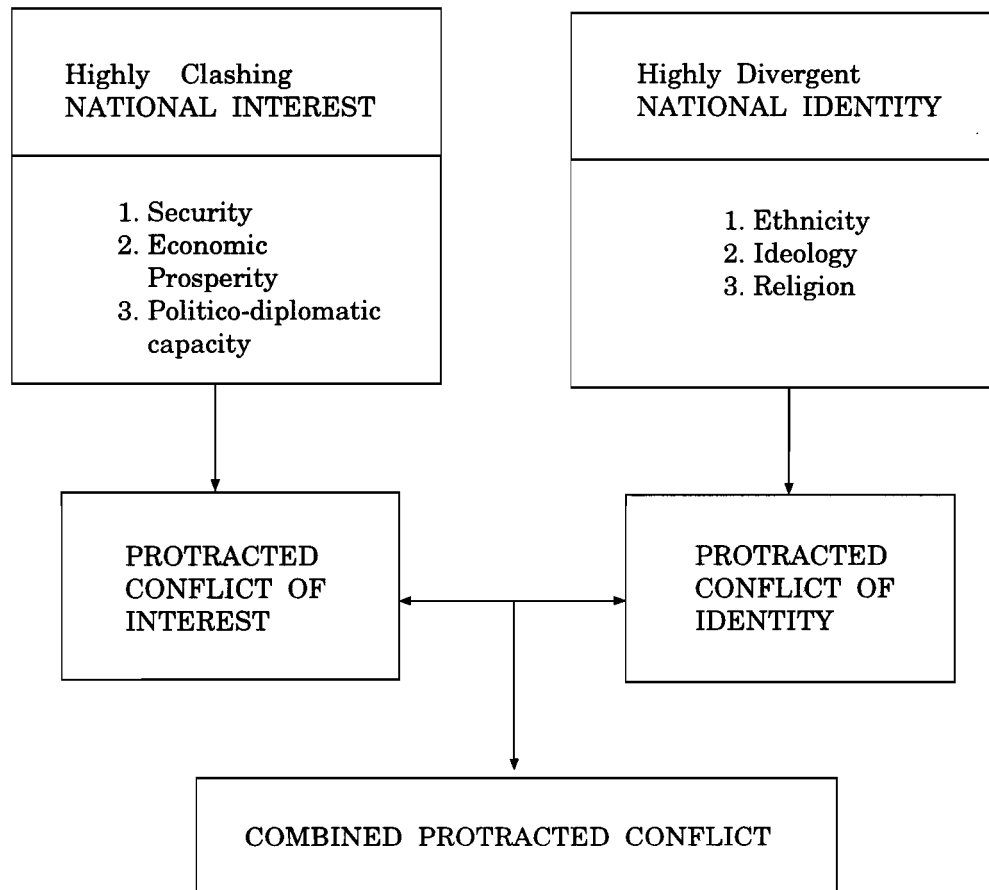 Highly Clashing
NATIONAL INTEREST
1. Security
2. Economic
Prosperity
3. Politico-diplomatic
capacity
Highly Divergent
NATIONAL IDENTITY
1. Ethnicity
2. Ideology
3. Religion
PROTRACTED
CONFLICT OF
INTEREST
PROTRACTED
CONFLICT OF
IDENTITY
COMBINED PROTRACTED CONFLICT